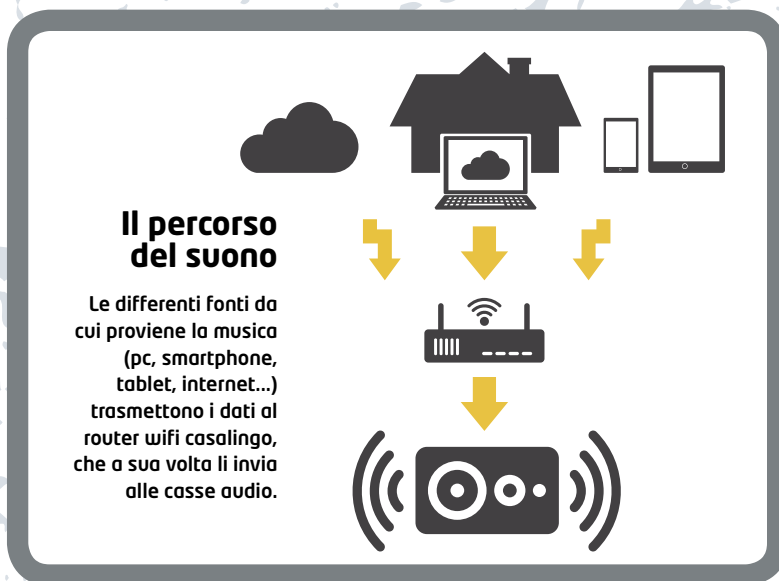 Il percorso
del suono
Le differenti fonti da
cui proviene la musica
(pc, smartphone,
tablet, internet...)
trasmettono i dati al
router wifi casalingo,
che a sua volta li invia
alle casse audio.